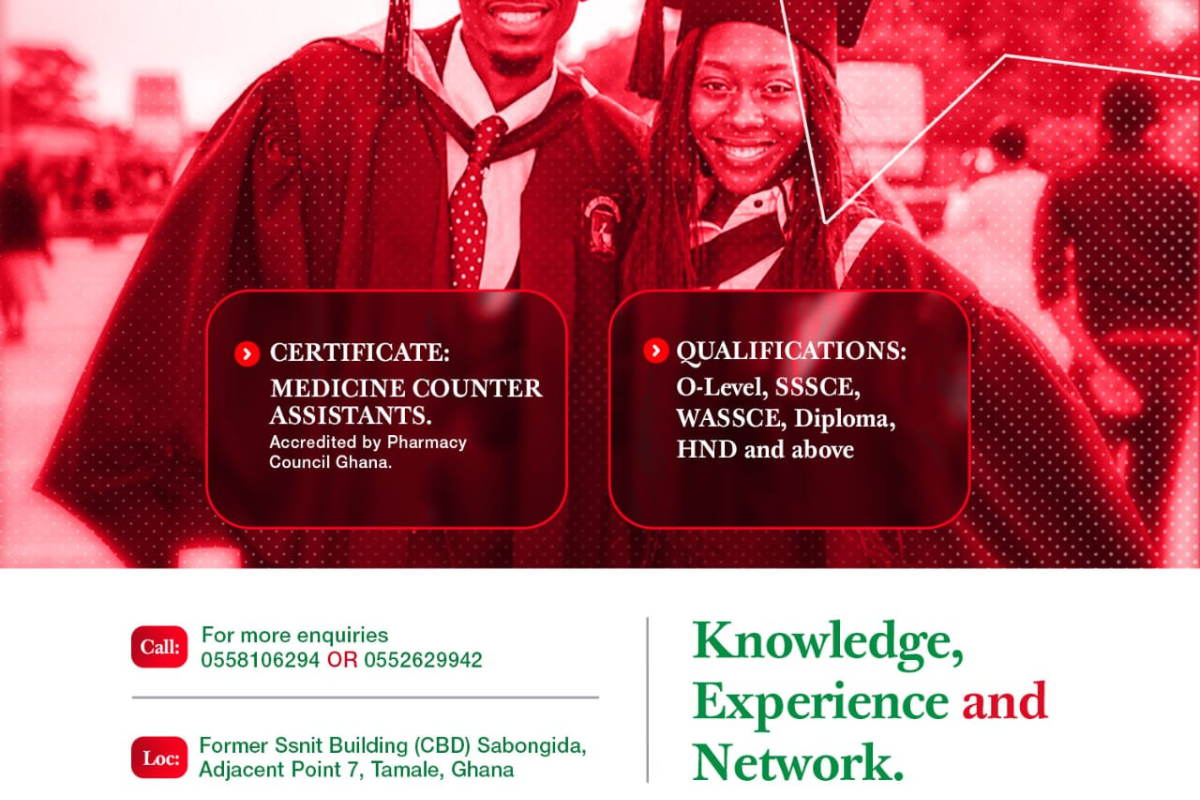 CERTIFICATE:
MEDICINE COUNTER
ASSISTANTS.
Accredited by Pharmacy
Council Ghana.
QUALIFICATIONS:
O-Level, SSSCE,
WASSCE, Diploma,
HND and above
Call:
For more enquiries
0558106294 OR 0552629942
Loc:
Former Ssnit Building (CBD) Sabongida,
Adjacent Point 7, Tamale, Ghana
Knowledge,
Experience and
Network.